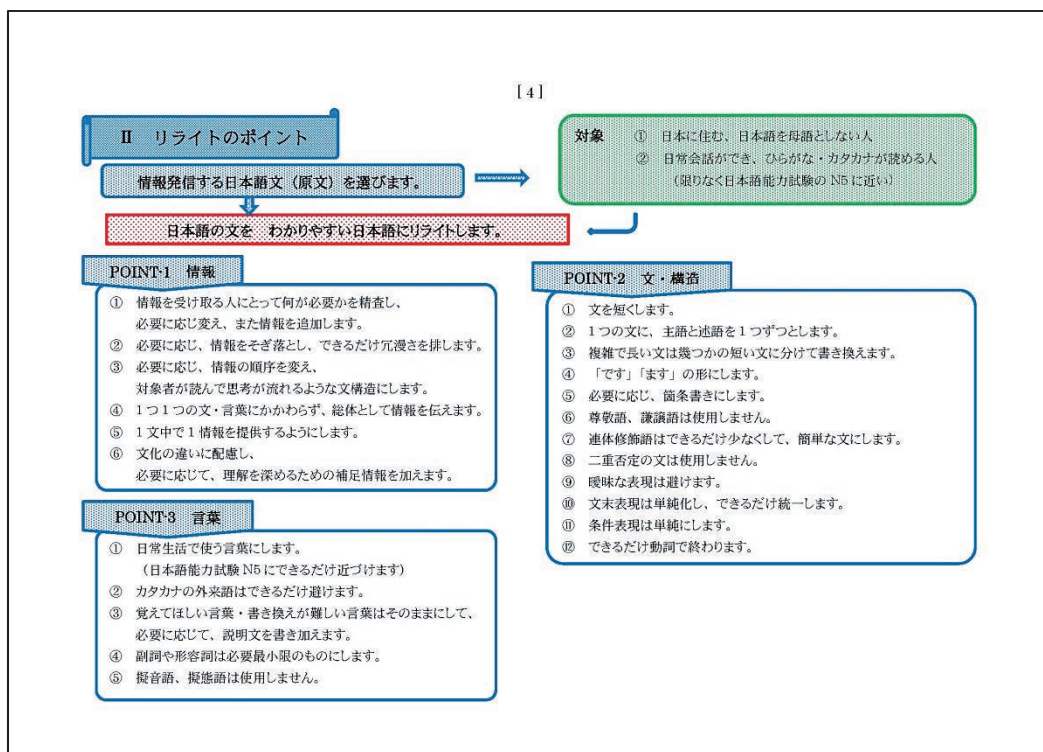 [ 4 ]
Ⅱ　リライトのポイント
情報発信する日本語文（原文）を選びます。
対象　①　日本に住む、日本語を母語としない人
②　日常会話ができ、ひらがな・カタカナが読める人
（限りなく日本語能力試験の N5 に近い）
日本語の文を　わかりやすい日本語にリライトします。
POINT-1　情報
①　情報を受け取る人にとって何が必要かを精査し、
必要に応じ変え、また情報を追加します。
②　必要に応じ、情報をそぎ落とし、できるだけ冗漫さを排します。
③　必要に応じ、情報の順序を変え、
対象者が読んで思考が流れるような文構造にします。
④　1つ1つの文・言葉にかかわらず、総体として情報を伝えます。
⑤　1文中で1情報を提供するようにします。
⑥　文化の違いに配慮し、
必要に応じて、理解を深めるための補足情報を加えます。
POINT-2　文・構造
①　文を短くします。
②　1つの文に、主語と述語を1つずつとします。
③　複雑で長い文は幾つかの短い文に分けて書き換えます。
④　「です」「ます」の形にします。
⑤　必要に応じ、箇条書きにします。
⑥　尊敬語、謙譲語は使用しません。
⑦　連体修飾語はできるだけ少なくして、簡単な文にします。
⑧　二重否定の文は使用しません。
⑨　曖昧な表現は避けます。
⑩　文末表現は単純化し、できるだけ統一します。
⑪　条件表現は単純にします。
⑫　できるだけ動詞で終わります。
POINT-3　言葉
①　日常生活で使う言葉にします。
（日本語能力試験 N5 にできるだけ近づけます）
②　カタカナの外来語はできるだけ避けます。
③　覚えてほしい言葉・書き換えが難しい言葉はそのままにして、
必要に応じて、説明文を書き加えます。
④　副詞や形容詞は必要最小限のものにします。
⑤　擬音語、擬態語は使用しません。